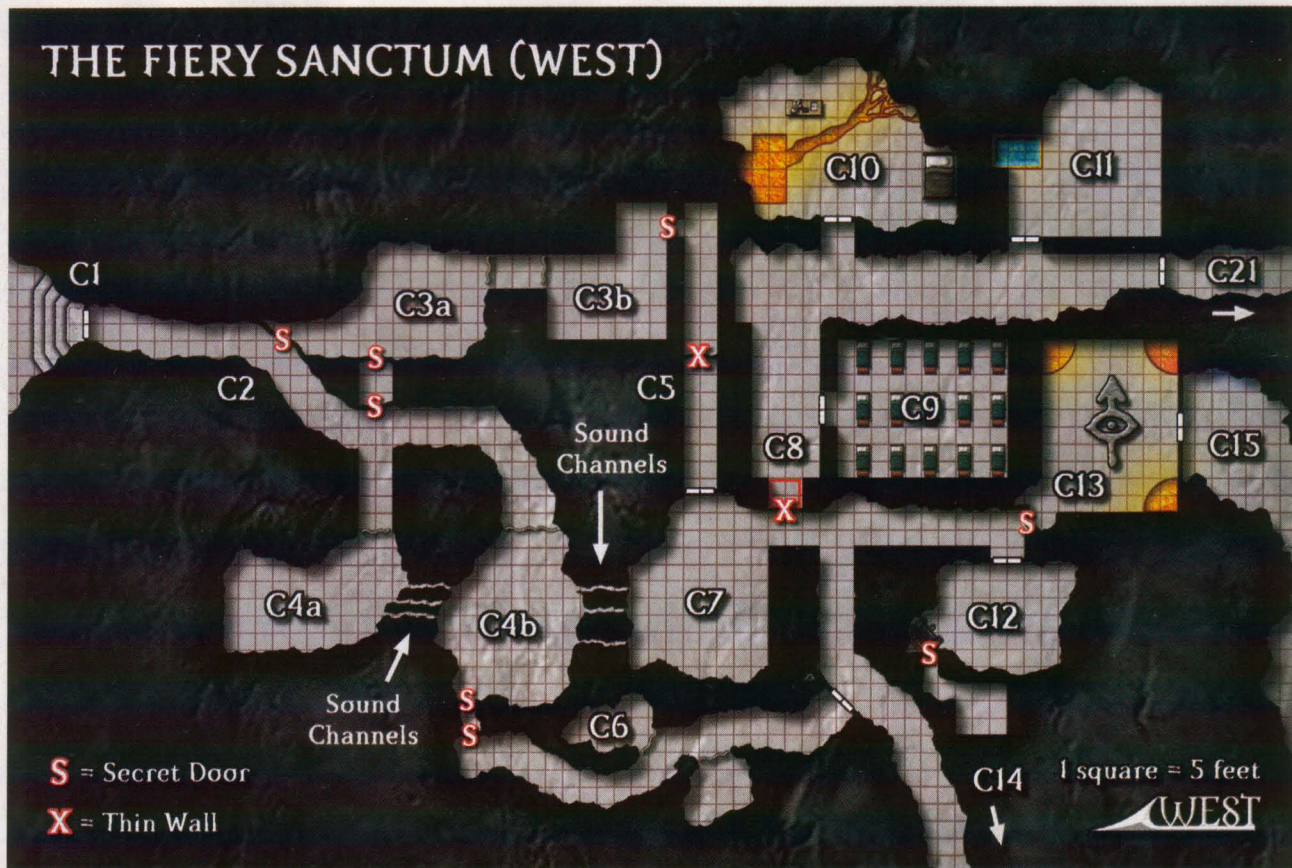 THE FIERY SANCTUM (WEST)
C10
C11
S
C1
C3a
C3b
C21
S
S
X
C2
C5
S
C9
Sound
Channels
C8
C15
C13
X
S
C4a
C4b
C7
C12
S
Sound
Channels
S
C6
S
S = Secret Door
C14
1 square = 5 feet
X = Thin Wall
WEST